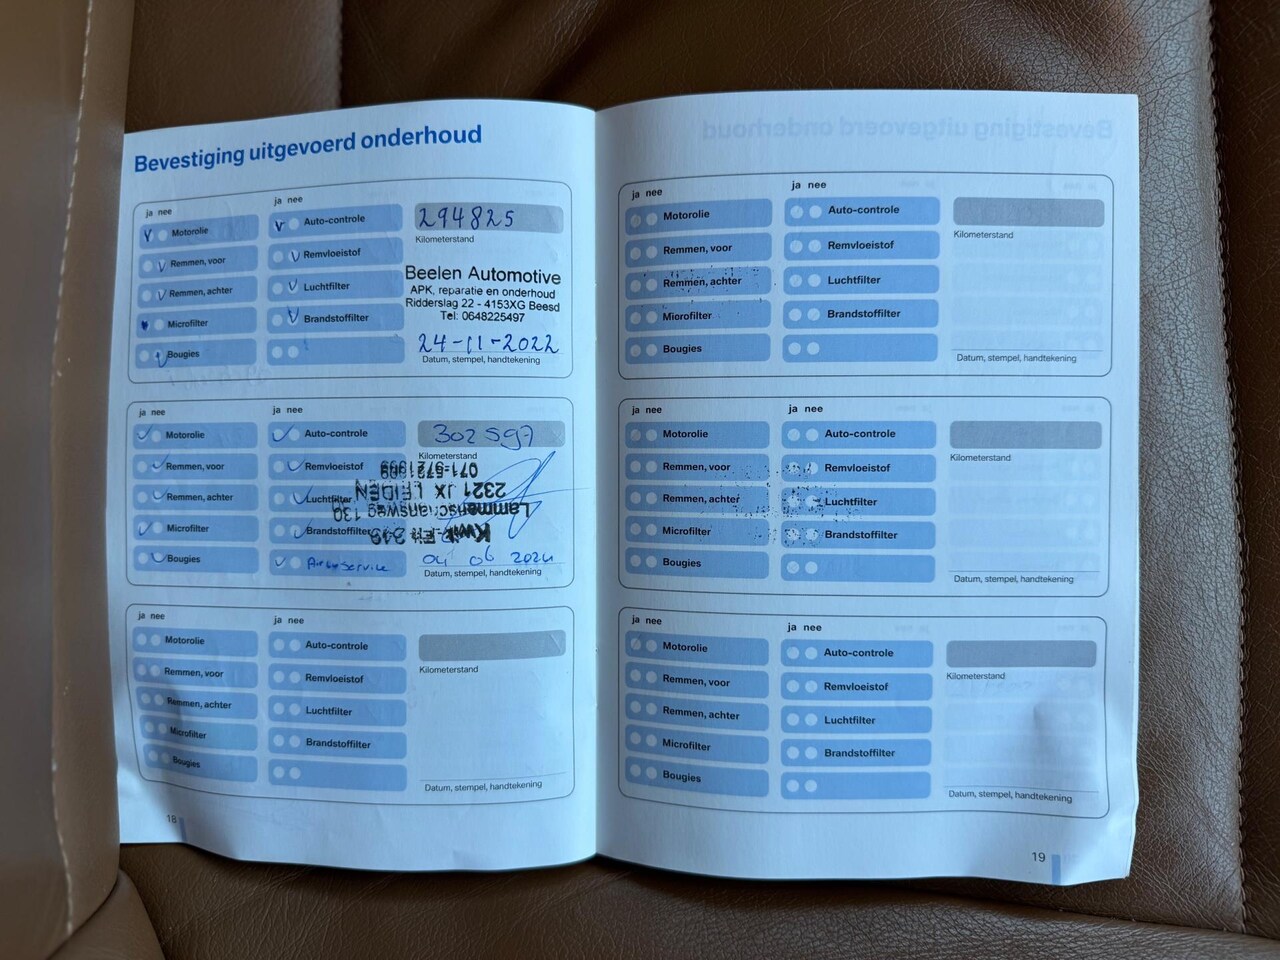 Bevestiging uitgevoerd onderhoud
ja nee
ja nee
Motorolie
Remmen, voor
Remmen, achter
Microfilter
Bougies
Auto-controle
Remvloeistof
Luchtfilter
Brandstoffilter
294825
Kilometerstand
Beelen Automotive
APK, reparatie en onderhoud
Ridderslag 22 - 4153XG Beesd
Tel: 0648225497
24-11-2022
Datum, stempel, handtekening
ja nee
ja nee
Motorolie
Remmen, voor
Remmen, achter
Microfilter
Bougies
Auto-controle
Remvloeistof
Luchtfilter
Brandstoffilter
Airco service
302597
Kilometerstand
Lammenschansweg 130
2321 JX LEIDEN
04 06 2024
Datum, stempel, handtekening
ja nee
ja nee
Motorolie
Remmen, voor
Remmen, achter
Microfilter
Bougies
Auto-controle
Remvloeistof
Luchtfilter
Brandstoffilter
Kilometerstand
Datum, stempel, handtekening
18
ja nee
ja nee
Motorolie
Remmen, voor
Remmen, achter
Microfilter
Bougies
Auto-controle
Remvloeistof
Luchtfilter
Brandstoffilter
Kilometerstand
Datum, stempel, handtekening
ja nee
ja nee
Motorolie
Remmen, voor
Remmen, achter
Microfilter
Bougies
Auto-controle
Remvloeistof
Luchtfilter
Brandstoffilter
Kilometerstand
Datum, stempel, handtekening
ja nee
ja nee
Motorolie
Remmen, voor
Remmen, achter
Microfilter
Bougies
Auto-controle
Remvloeistof
Luchtfilter
Brandstoffilter
Kilometerstand
Datum, stempel, handtekening
19